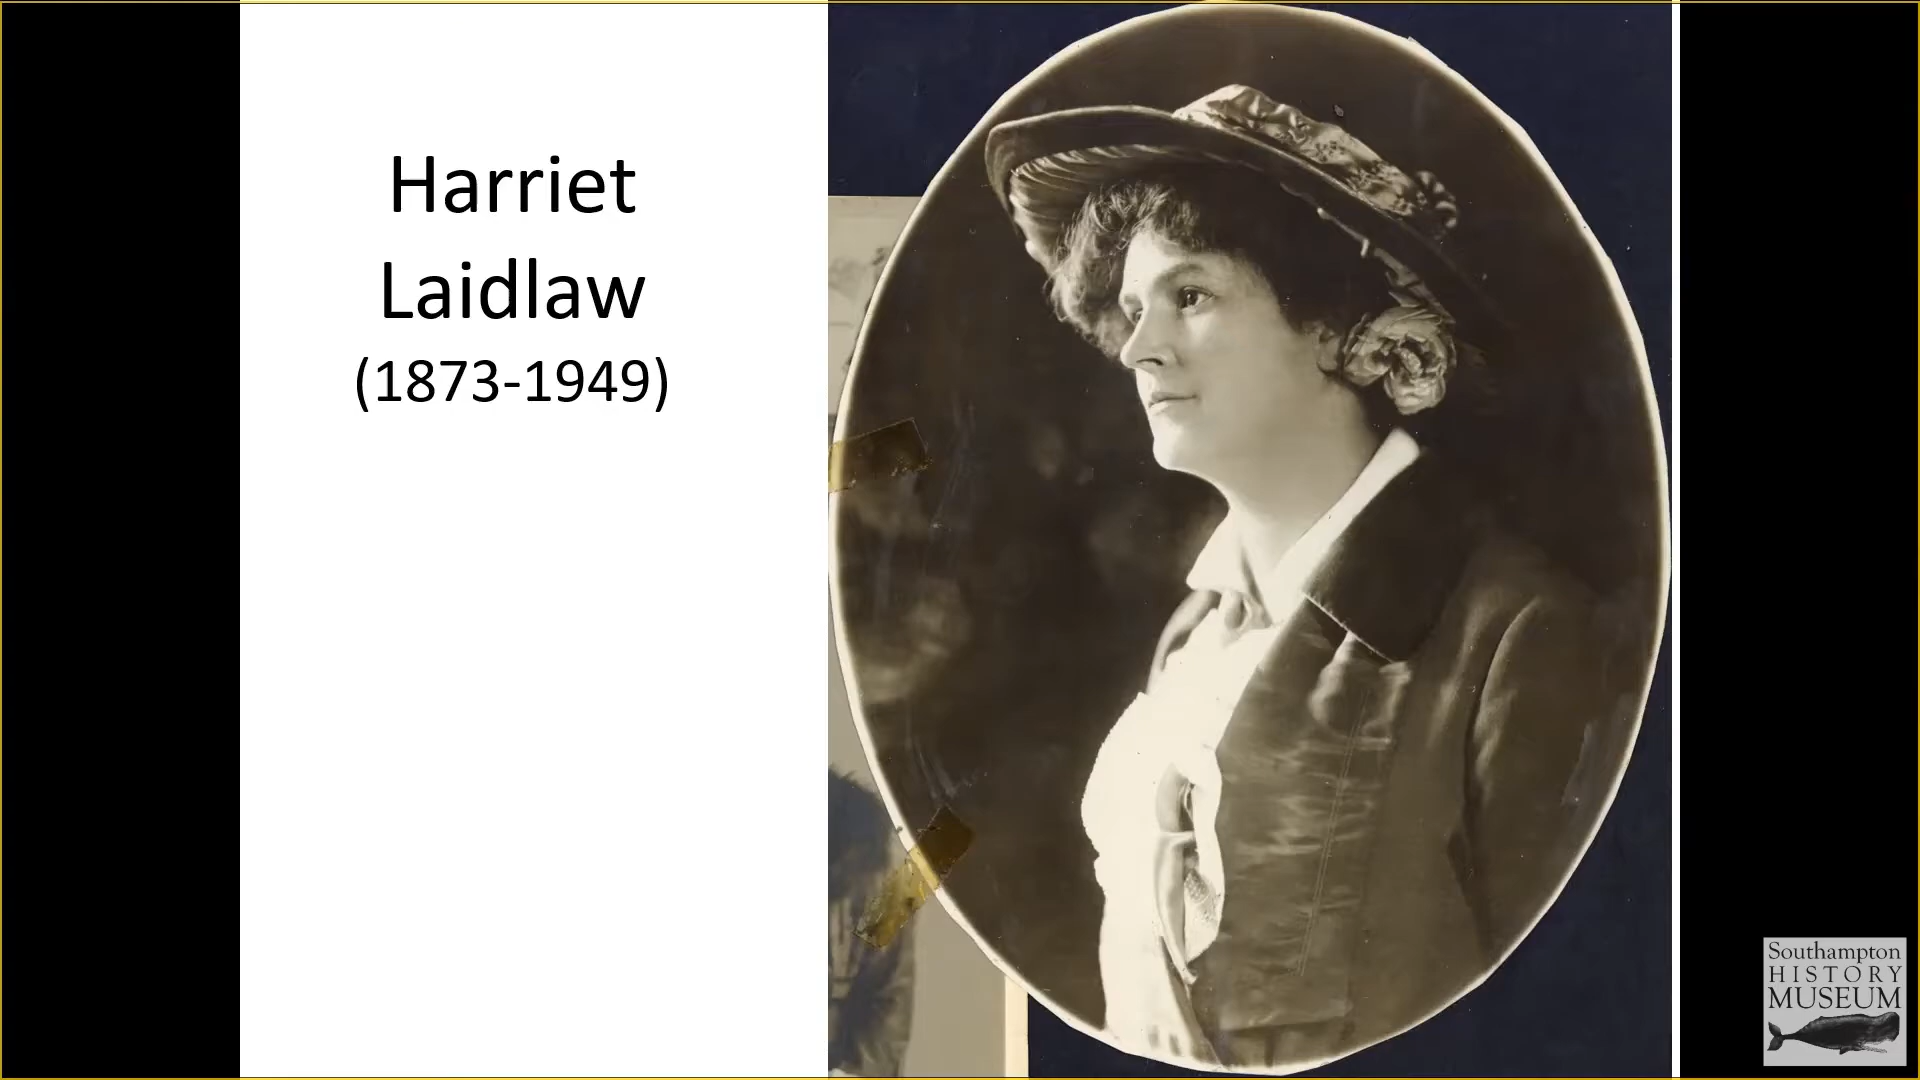 Harriet
Laidlaw
(1873-1949)
Southampton
HISTORY
MUSEUM